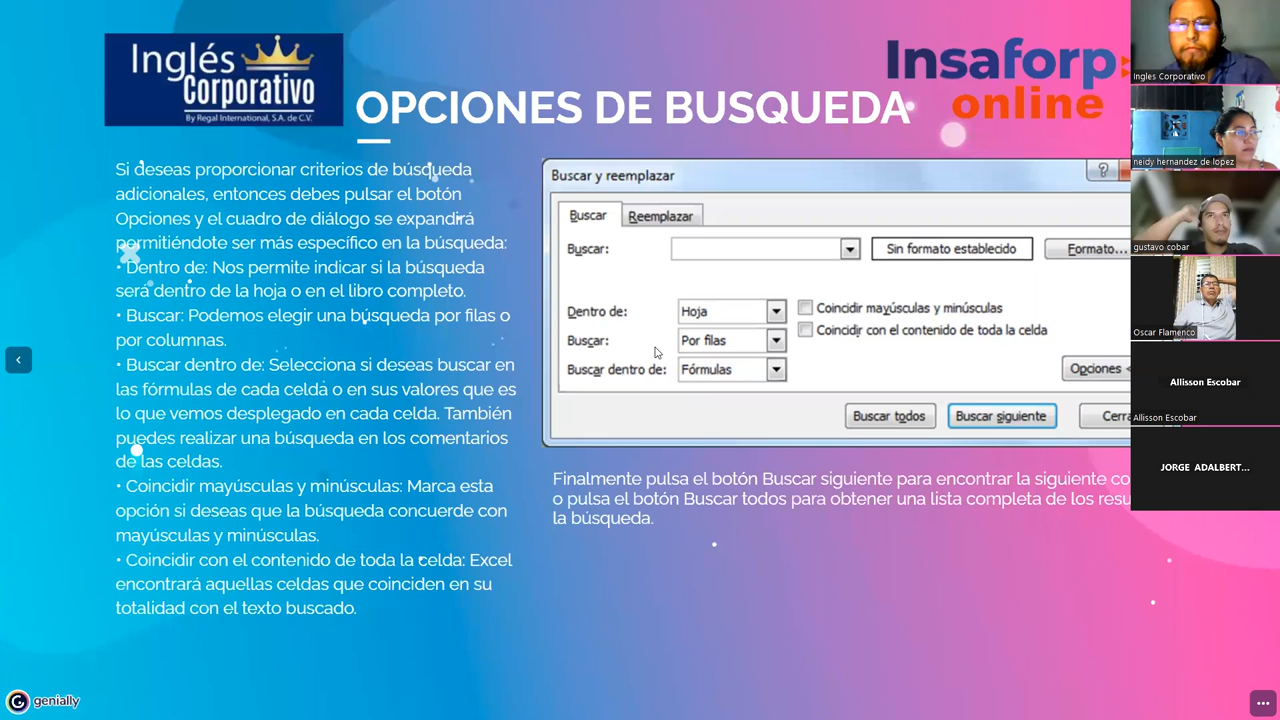 Inglés
Corporativo
By Regal International, S.A. de C.V.
OPCIONES DE BUSQUEDA
Insaforp
online
Si deseas proporcionar criterios de búsqueda
adicionales, entonces debes pulsar el botón
Opciones y el cuadro de diálogo se expandirá
permitiéndote ser más específico en la búsqueda:
• Dentro de: Nos permite indicar si la búsqueda
será dentro de la hoja o en el libro completo.
• Buscar: Podemos elegir una búsqueda por filas o
por columnas.
• Buscar dentro de: Selecciona si deseas buscar en
las fórmulas de cada celda o en sus valores que es
lo que vemos desplegado en cada celda. También
puedes realizar una búsqueda en los comentarios
de las celdas.
• Coincidir mayúsculas y minúsculas: Marca esta
opción si deseas que la búsqueda concuerde con
mayúsculas y minúsculas.
• Coincidir con el contenido de toda la celda: Excel
encontrará aquellas celdas que coinciden en su
totalidad con el texto buscado.
Buscar y reemplazar
?
Buscar Reemplazar
Buscar: Sin formato establecido Formato...
Dentro de: Hoja Coincidir mayúsculas y minúsculas
Buscar: Por filas Coincidir con el contenido de toda la celda
Buscar dentro de: Fórmulas Opciones <
Buscar todos Buscar siguiente Cerra
Finalmente pulsa el botón Buscar siguiente para encontrar la siguiente co
o pulsa el botón Buscar todos para obtener una lista completa de los resu
la búsqueda.
Ingles Corporativo
neidy hernandez de lopez
gustavo cobar
Oscar Flamenco
Allisson Escobar
Allisson Escobar
JORGE ADALBERT...
genially